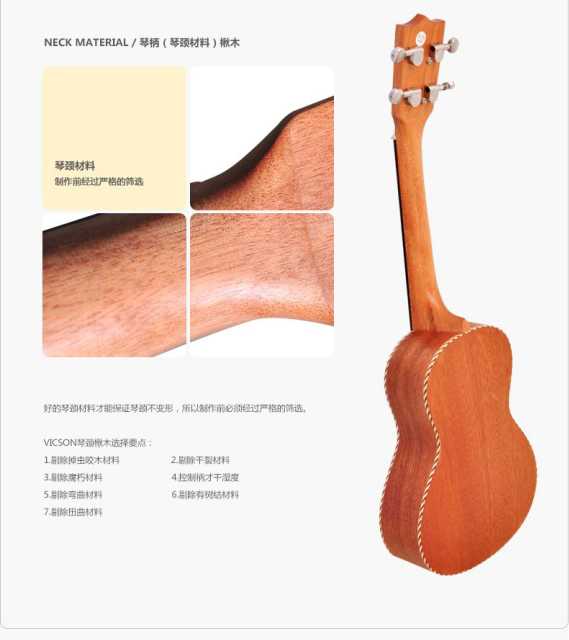 NECK MATERIAL / 琴柄（琴颈材料）楸木
琴颈材料
制作前经过严格的筛选
好的琴颈材料才能保证琴颈不变形，所以制作前必须经过严格的筛选。
VICSON琴颈楸木选择要点：
1.剔除掉虫咬木材料 2.剔除干裂材料
3.剔除腐朽材料 4.控制柄才干湿度
5.剔除弯曲材料 6.剔除有树结材料
7.剔除扭曲材料